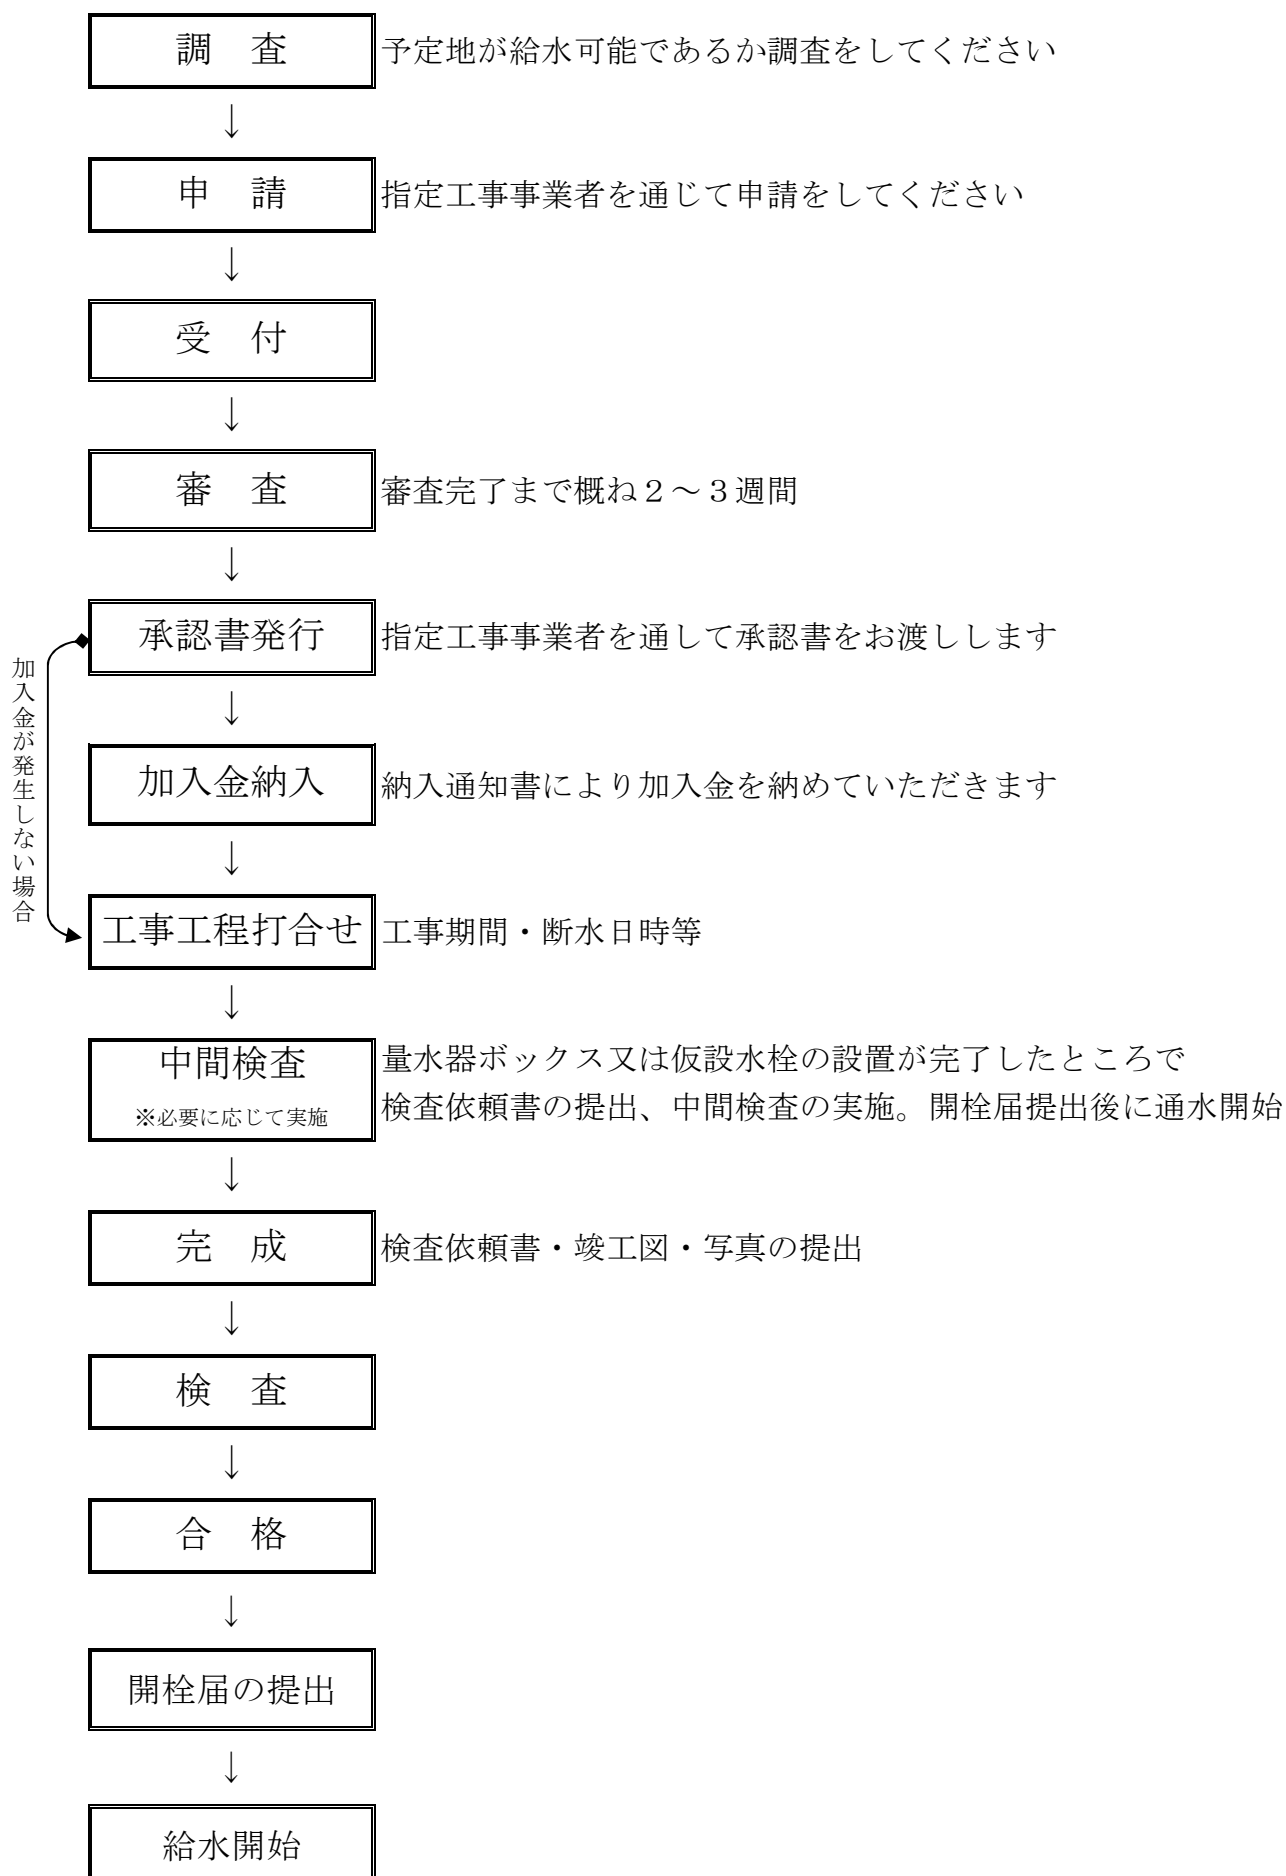 調　査
予定地が給水可能であるか調査をしてください
↓
申　請
指定工事事業者を通じて申請をしてください
↓
受　付
↓
審　査
審査完了まで概ね２～３週間
↓
承認書発行
指定工事事業者を通して承認書をお渡しします
加入金が発生しない場合
↓
加入金納入
納入通知書により加入金を納めていただきます
↓
工事工程打合せ
工事期間・断水日時等
↓
中間検査
※必要に応じて実施
量水器ボックス又は仮設水栓の設置が完了したところで
検査依頼書の提出、中間検査の実施。開栓届提出後に通水開始
↓
完　成
検査依頼書・竣工図・写真の提出
↓
検　査
↓
合　格
↓
開栓届の提出
↓
給水開始